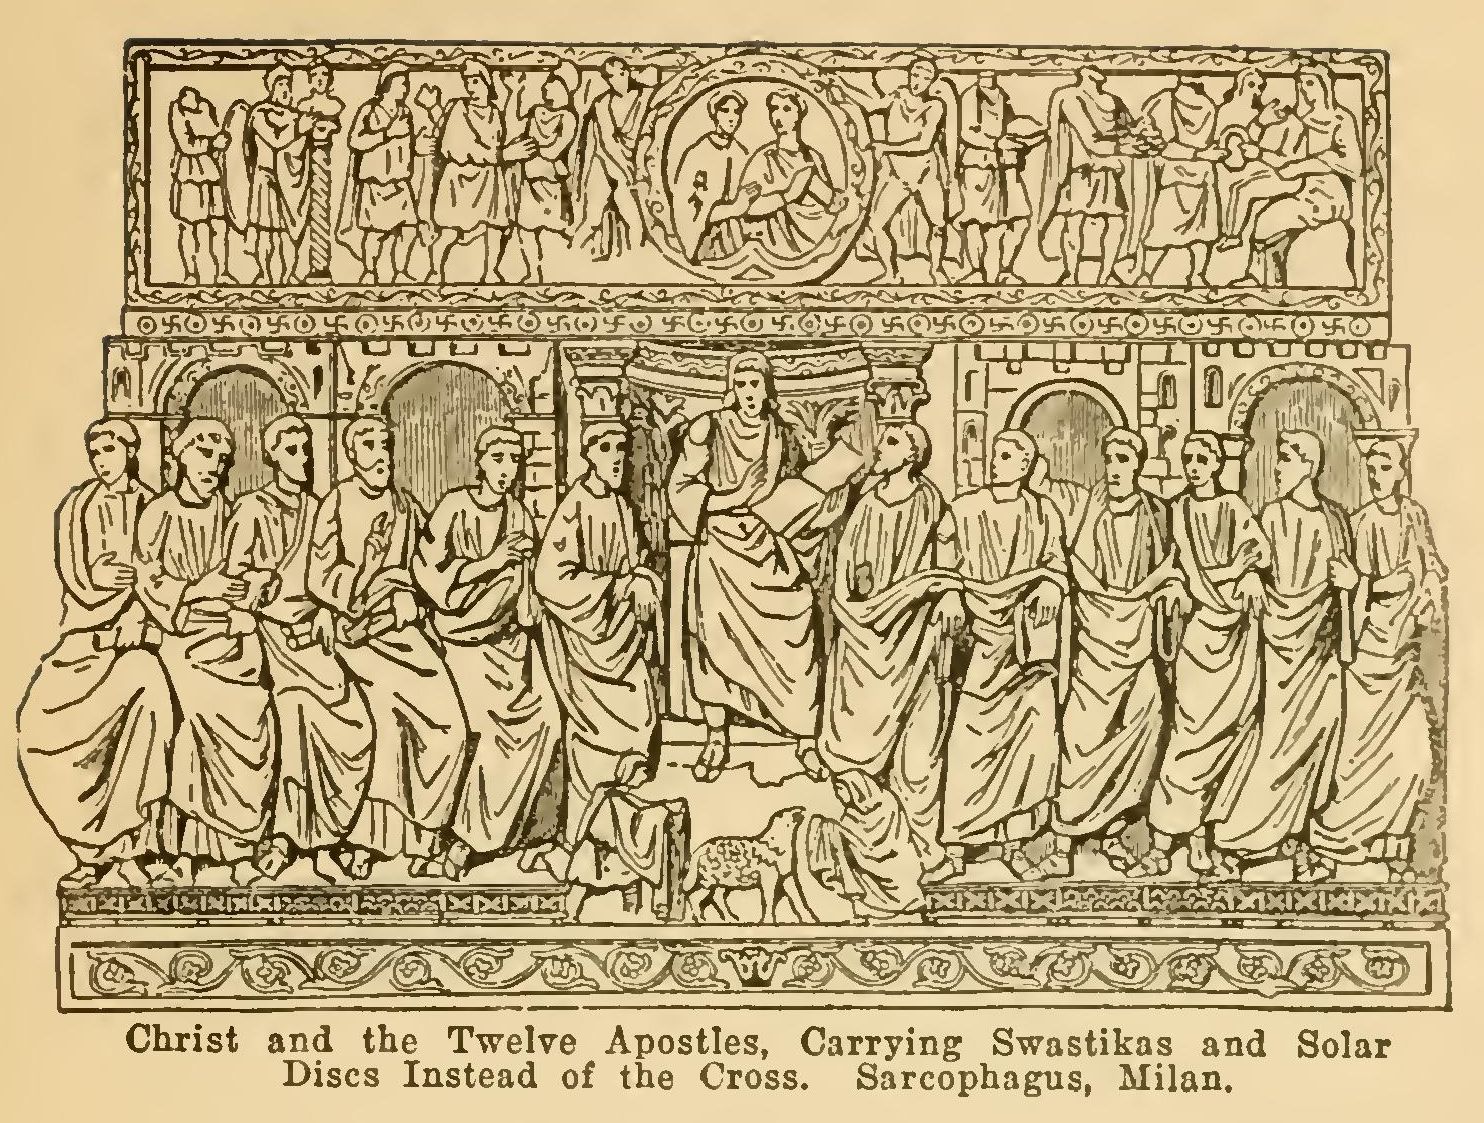 Christ and the Twelve Apostles, Carrying Swastikas and Solar
Discs Instead of the Cross. Sarcophagus, Milan.